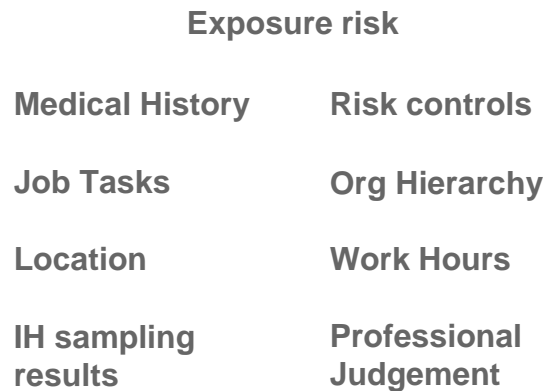 Exposure risk
Medical History
Risk controls
Job Tasks
Org Hierarchy
Location
Work Hours
IH sampling
results
Professional
Judgement